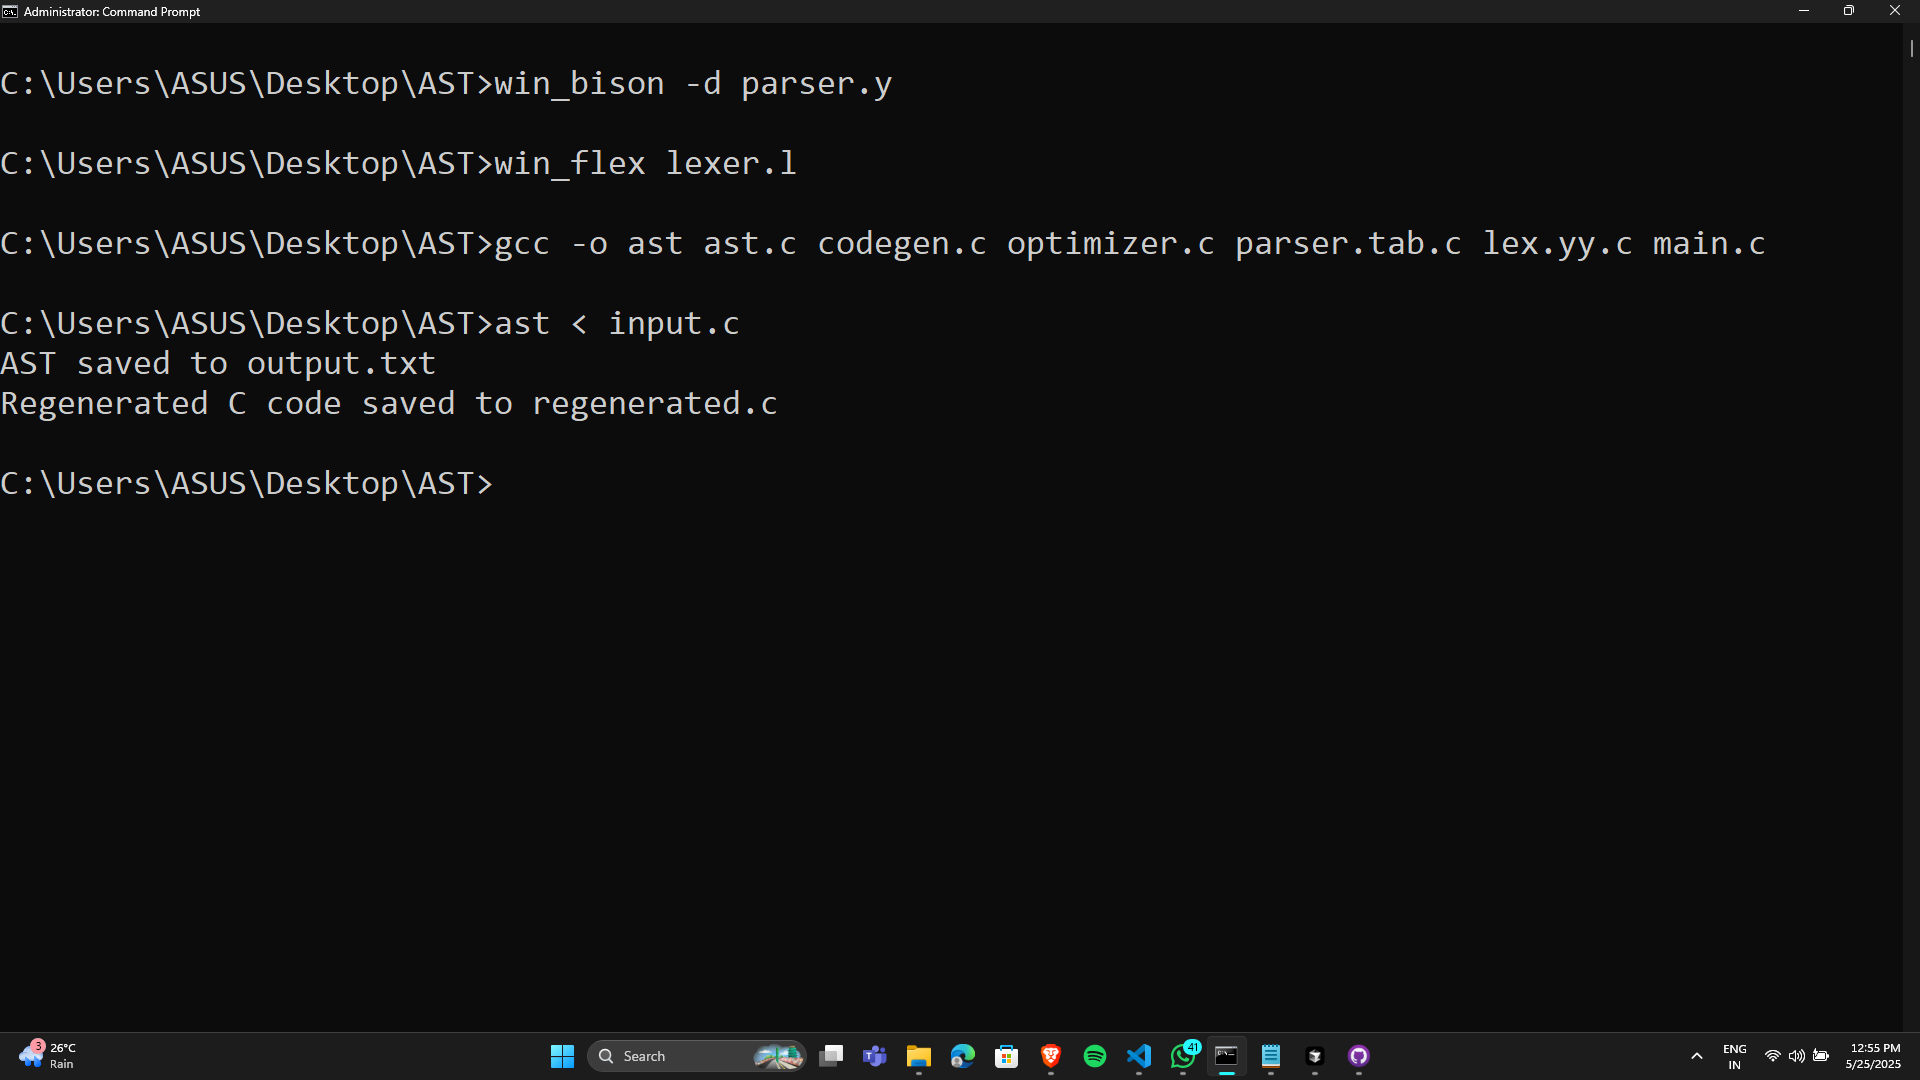 Administrator: Command Prompt
C:\Users\ASUS\Desktop\AST>win_bison -d parser.y
C:\Users\ASUS\Desktop\AST>win_flex lexer.l
C:\Users\ASUS\Desktop\AST>gcc -o ast ast.c codegen.c optimizer.c parser.tab.c lex.yy.c main.c
C:\Users\ASUS\Desktop\AST>ast < input.c
AST saved to output.txt
Regenerated C code saved to regenerated.c
C:\Users\ASUS\Desktop\AST>
3
26°C
Rain
Search
41
ENG
IN
12:55 PM
5/25/2025